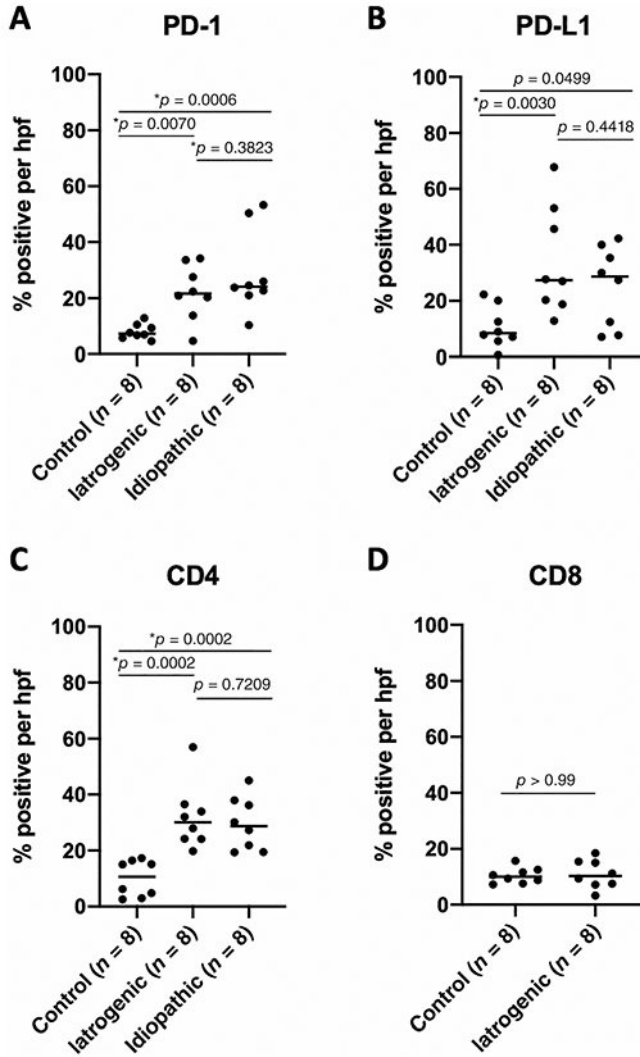 A
PD-1
% positive per hpf
100
80
60
40
20
0
*p = 0.0006
*p = 0.0070
*p = 0.3823
Control (n = 8)
Iatrogenic (n = 8)
Idiopathic (n = 8)
B
PD-L1
% positive per hpf
100
80
60
40
20
0
p = 0.0499
*p = 0.0030
p = 0.4418
Control (n = 8)
Iatrogenic (n = 8)
Idiopathic (n = 8)
C
CD4
% positive per hpf
100
80
60
40
20
0
*p = 0.0002
*p = 0.0002
p = 0.7209
Control (n = 8)
Iatrogenic (n = 8)
Idiopathic (n = 8)
D
CD8
% positive per hpf
100
80
60
40
20
0
p > 0.99
Control (n = 8)
Iatrogenic (n = 8)